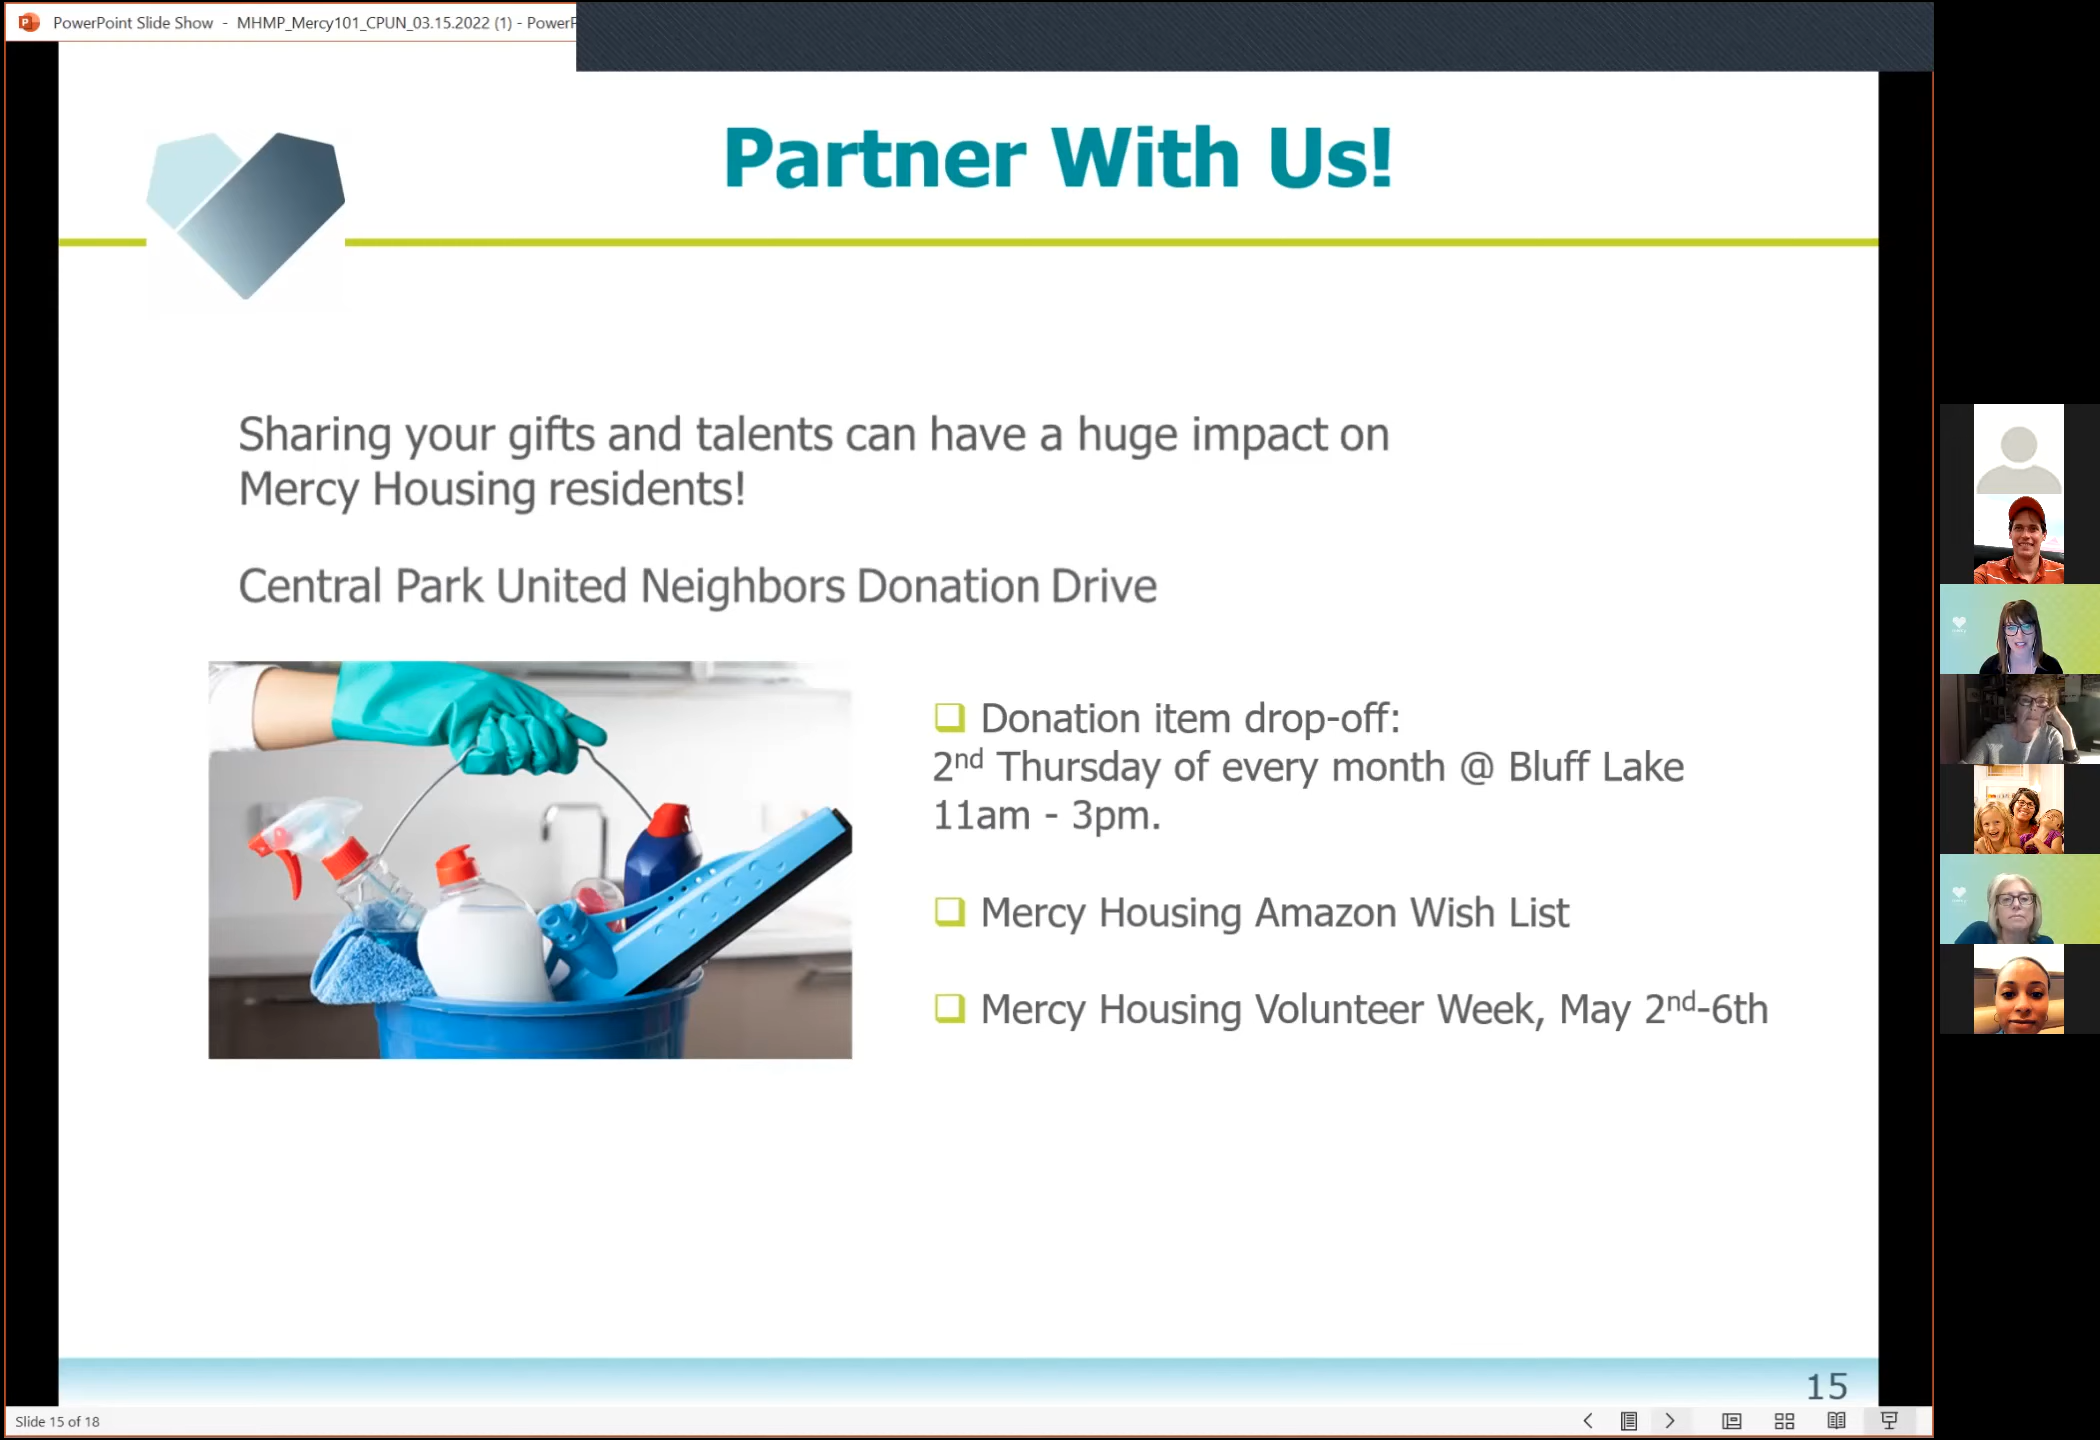 PowerPoint Slide Show - MHMP_Mercy101_CPUN_03.15.2022 (1) - PowerP
Partner With Us!
Sharing your gifts and talents can have a huge impact on
Mercy Housing residents!
Central Park United Neighbors Donation Drive
❑ Donation item drop-off:
2nd Thursday of every month @ Bluff Lake
11am - 3pm.
❑ Mercy Housing Amazon Wish List
❑ Mercy Housing Volunteer Week, May 2nd-6th
15
Slide 15 of 18